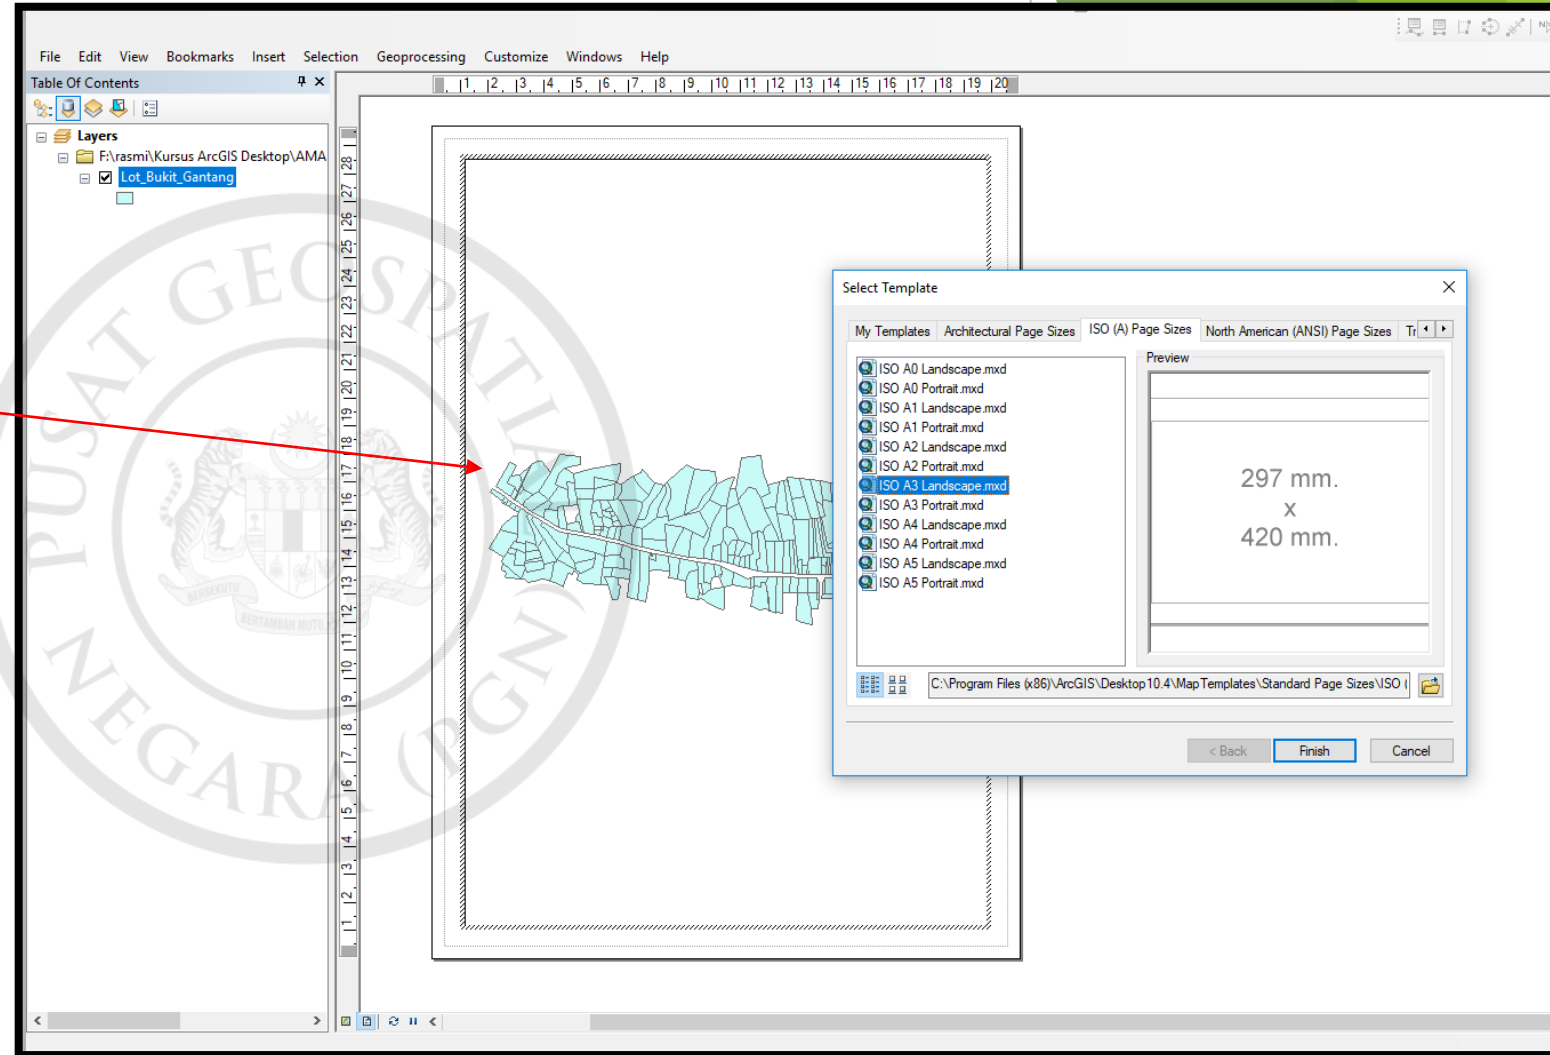 File Edit View Bookmarks Insert Selection Geoprocessing Customize Windows Help
Table Of Contents
Layers
F:\rasmi\Kursus ArcGIS Desktop\AMA
Lot_Bukit_Gantang
1 2 3 4 5 6 7 8 9 10 11 12 13 14 15 16 17 18 19 20
28 27 26 25 24 23 22 21 20 19 18 17 16 15 14 13 12 11 10 9 8 7 6 5 4 3 2 1
PUSAT GEOSPATIAL
NEGARA (PGN)
BERSEKUTU
BERTAMBAH MUTU
Select Template
My Templates Architectural Page Sizes ISO (A) Page Sizes North American (ANSI) Page Sizes Tr
ISO A0 Landscape.mxd
ISO A0 Portrait.mxd
ISO A1 Landscape.mxd
ISO A1 Portrait.mxd
ISO A2 Landscape.mxd
ISO A2 Portrait.mxd
ISO A3 Landscape.mxd
ISO A3 Portrait.mxd
ISO A4 Landscape.mxd
ISO A4 Portrait.mxd
ISO A5 Landscape.mxd
ISO A5 Portrait.mxd
Preview
297 mm.
x
420 mm.
C:\Program Files (x86)\ArcGIS\Desktop10.4\MapTemplates\Standard Page Sizes\ISO (
< Back Finish Cancel